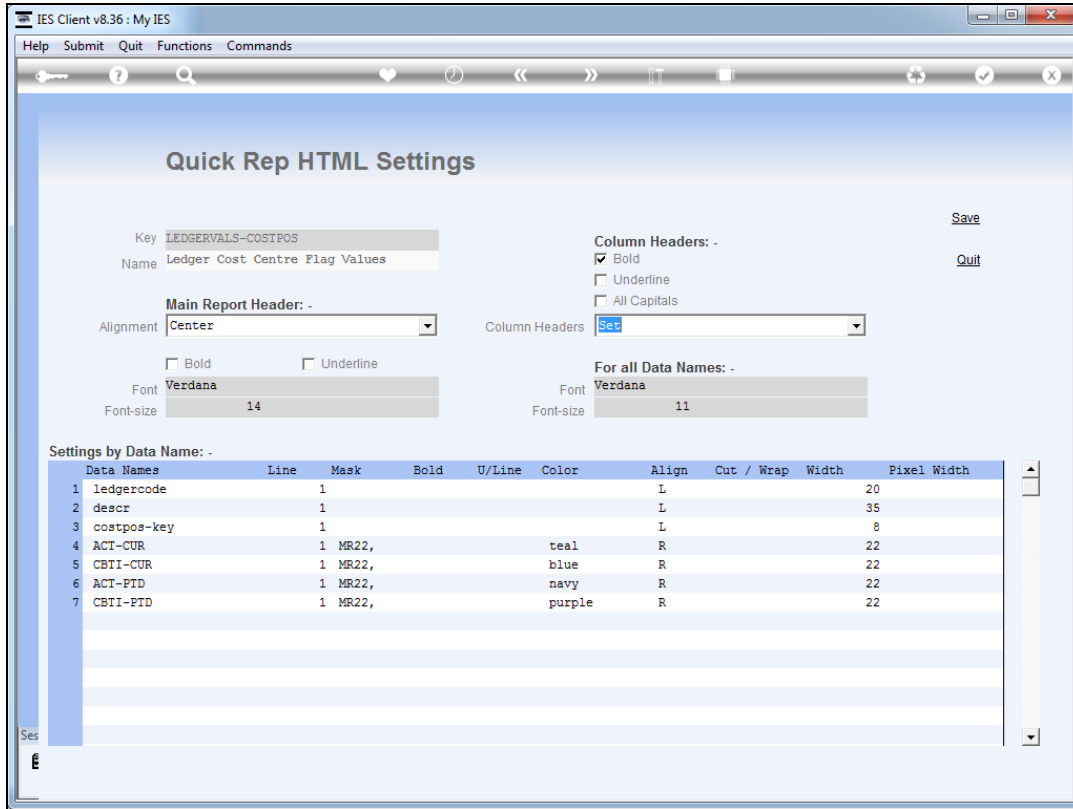 IES Client v8.36 : My IES
Help Submit Quit Functions Commands
Quick Rep HTML Settings
Save
Key LEDGERVALS-COSTPOS
Column Headers: -
Name Ledger Cost Centre Flag Values
Bold
Quit
Underline
Main Report Header: -
All Capitals
Alignment Center
Column Headers Set
Bold Underline
For all Data Names: -
Font Verdana
Font Verdana
Font-size 14
Font-size 11
Settings by Data Name: -
Data Names Line Mask Bold U/Line Color Align Cut / Wrap Width Pixel Width
1 ledgercode 1 L 20
2 descr 1 L 35
3 costpos-key 1 L 8
4 ACT-CUR 1 MR22, teal R 22
5 CBTI-CUR 1 MR22, blue R 22
6 ACT-PTD 1 MR22, navy R 22
7 CBTI-PTD 1 MR22, purple R 22
Ses